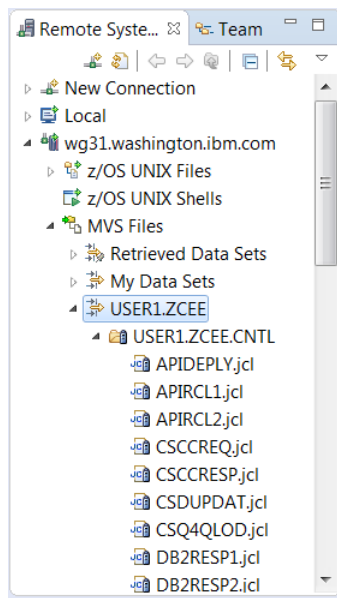 Remote Syste... Team
New Connection
Local
wg31.washington.ibm.com
z/OS UNIX Files
z/OS UNIX Shells
MVS Files
Retrieved Data Sets
My Data Sets
USER1.ZCEE
USER1.ZCEE.CNTL
APIDEPLY.jcl
APIRCL1.jcl
APIRCL2.jcl
CSCCREQ.jcl
CSCCRESP.jcl
CSDUPDAT.jcl
CSQ4QLOD.jcl
DB2RESP1.jcl
DB2RESP2.jcl